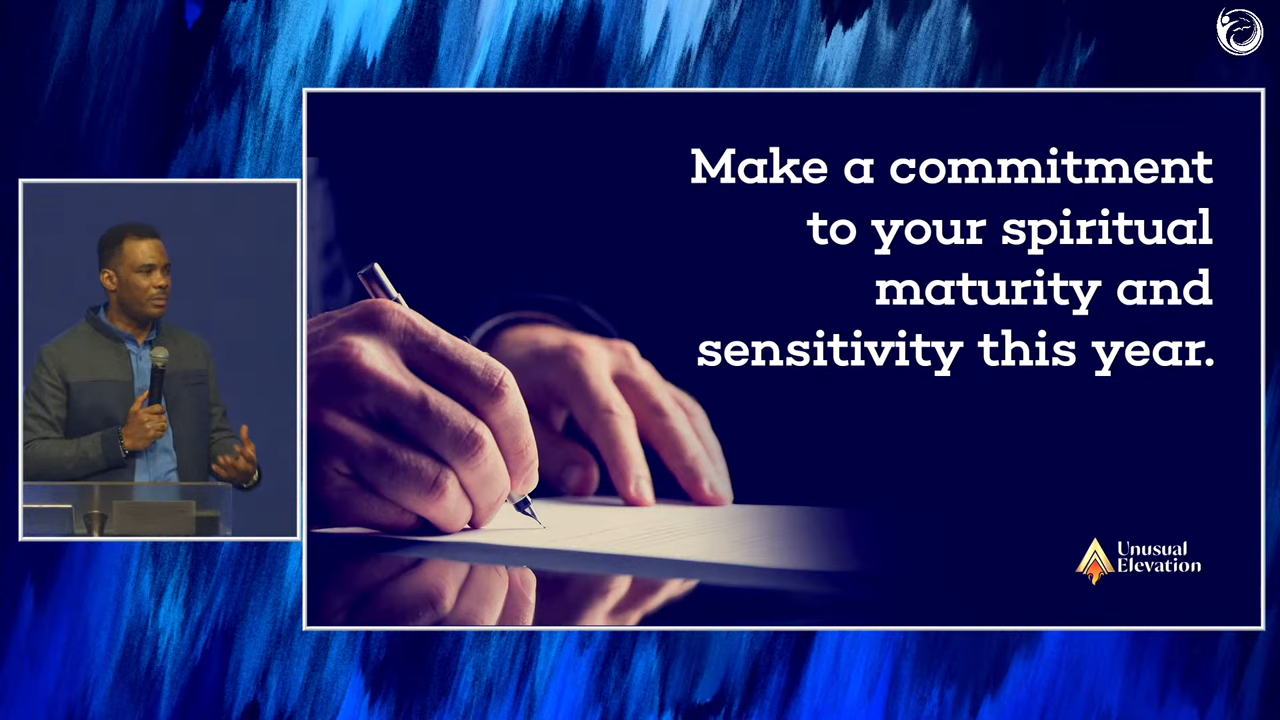 Make a commitment
to your spiritual
maturity and
sensitivity this year.
Unusual
Elevation